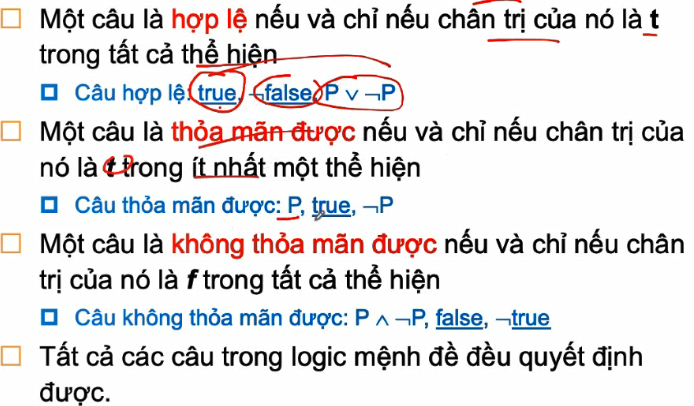 Một câu là hợp lệ nếu và chỉ nếu chân trị của nó là t
trong tất cả thể hiện
Câu hợp lệ: true, ¬false, P ∨ ¬P
Một câu là thỏa mãn được nếu và chỉ nếu chân trị của
nó là t trong ít nhất một thể hiện
Câu thỏa mãn được: P, true, ¬P
Một câu là không thỏa mãn được nếu và chỉ nếu chân
trị của nó là f trong tất cả thể hiện
Câu không thỏa mãn được: P ∧ ¬P, false, ¬true
Tất cả các câu trong logic mệnh đề đều quyết định
được.